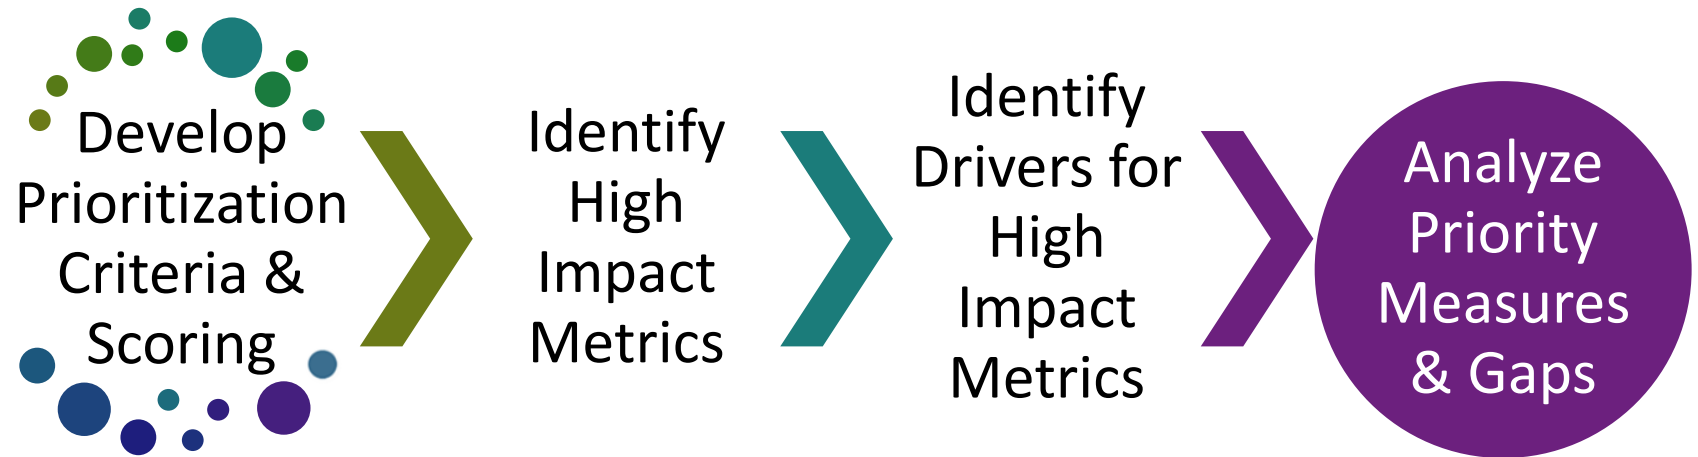 Develop
Prioritization
Criteria &
Scoring
Identify
High
Impact
Metrics
Identify
Drivers for
High
Impact
Metrics
Analyze
Priority
Measures
& Gaps